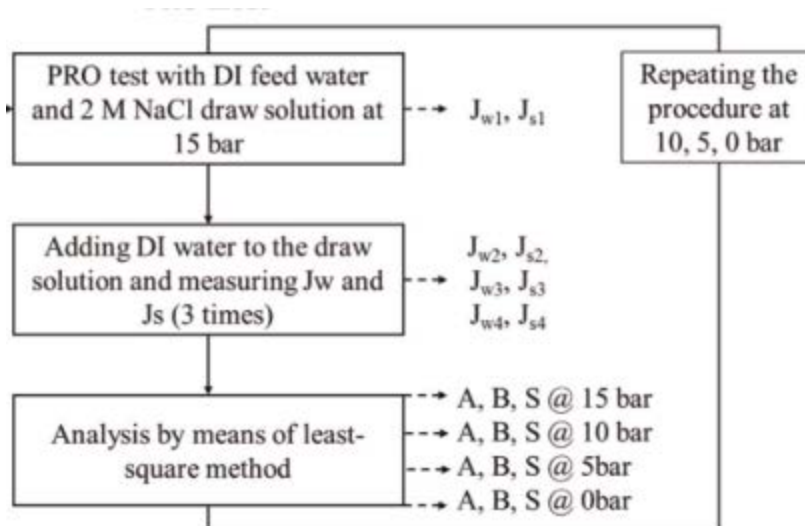 PRO test with DI feed water
and 2 M NaCl draw solution at
15 bar
Jw1, Js1
Repeating the
procedure at
10, 5, 0 bar
Adding DI water to the draw
solution and measuring Jw and
Js (3 times)
Jw2, Js2,
Jw3, Js3
Jw4, Js4
Analysis by means of least-
square method
A, B, S @ 15 bar
A, B, S @ 10 bar
A, B, S @ 5bar
A, B, S @ 0bar